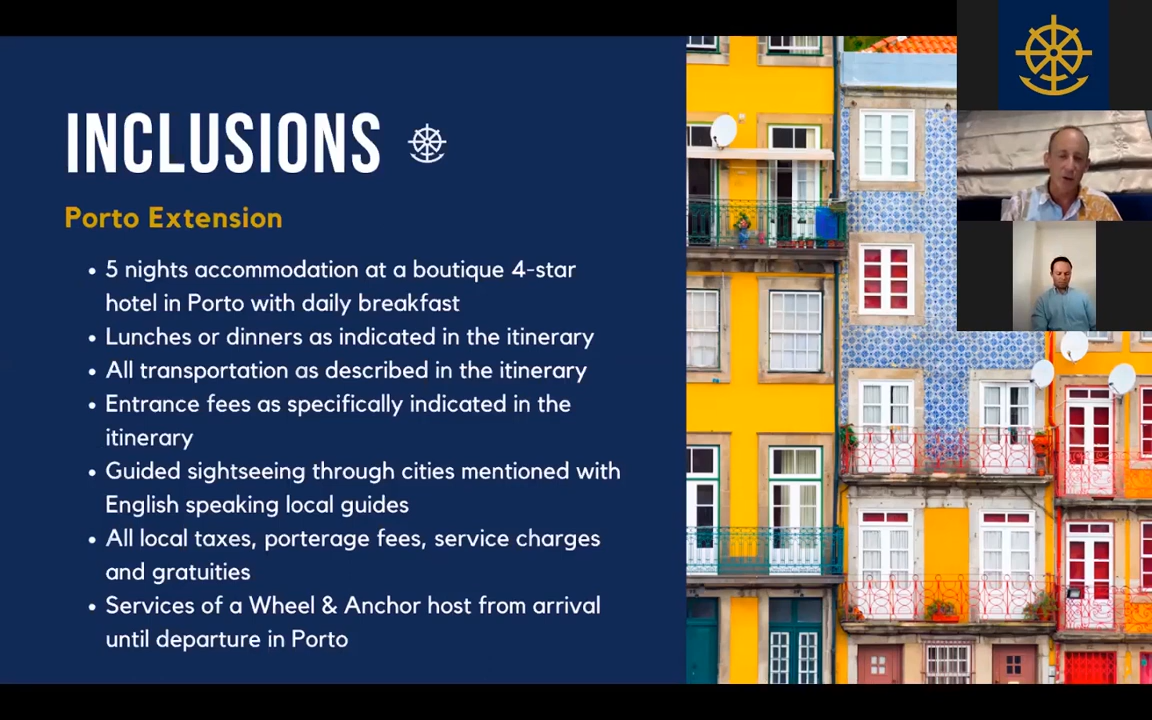 INCLUSIONS
Porto Extension
• 5 nights accommodation at a boutique 4-star
hotel in Porto with daily breakfast
• Lunches or dinners as indicated in the itinerary
• All transportation as described in the itinerary
• Entrance fees as specifically indicated in the
itinerary
• Guided sightseeing through cities mentioned with
English speaking local guides
• All local taxes, porterage fees, service charges
and gratuities
• Services of a Wheel & Anchor host from arrival
until departure in Porto